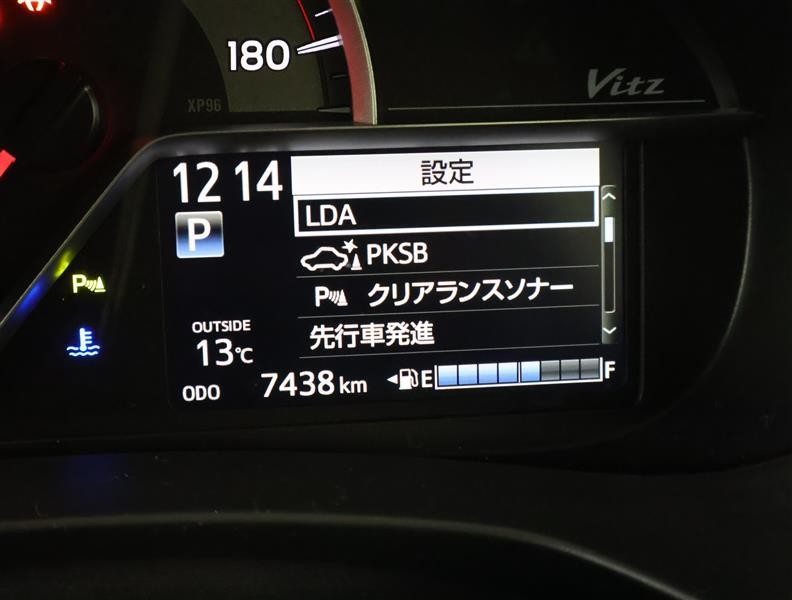 180
XP96
Vitz
12 14
設定
LDA
P
PKSB
P クリアランスソナー
P
先行車発進
OUTSIDE
13℃
ODO 7438 km
E F